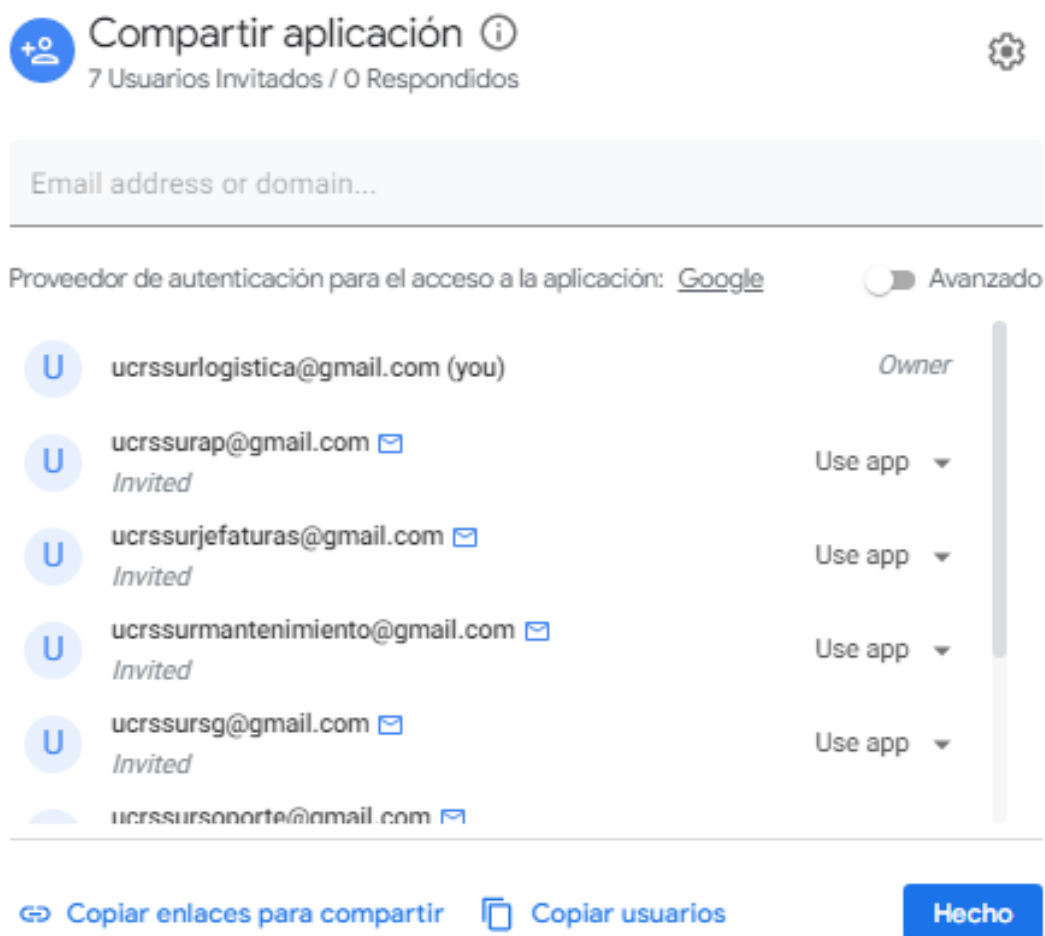 Compartir aplicación
7 Usuarios Invitados / 0 Respondidos
Email address or domain...
Proveedor de autenticación para el acceso a la aplicación: Google Avanzado
U ucrssurlogistica@gmail.com (you) Owner
U ucrssurap@gmail.com Use app
Invited
U ucrssurjefaturas@gmail.com Use app
Invited
U ucrssurmantenimiento@gmail.com Use app
Invited
U ucrssursg@gmail.com Use app
Invited
ucrssursoporte@gmail.com
Copiar enlaces para compartir Copiar usuarios Hecho